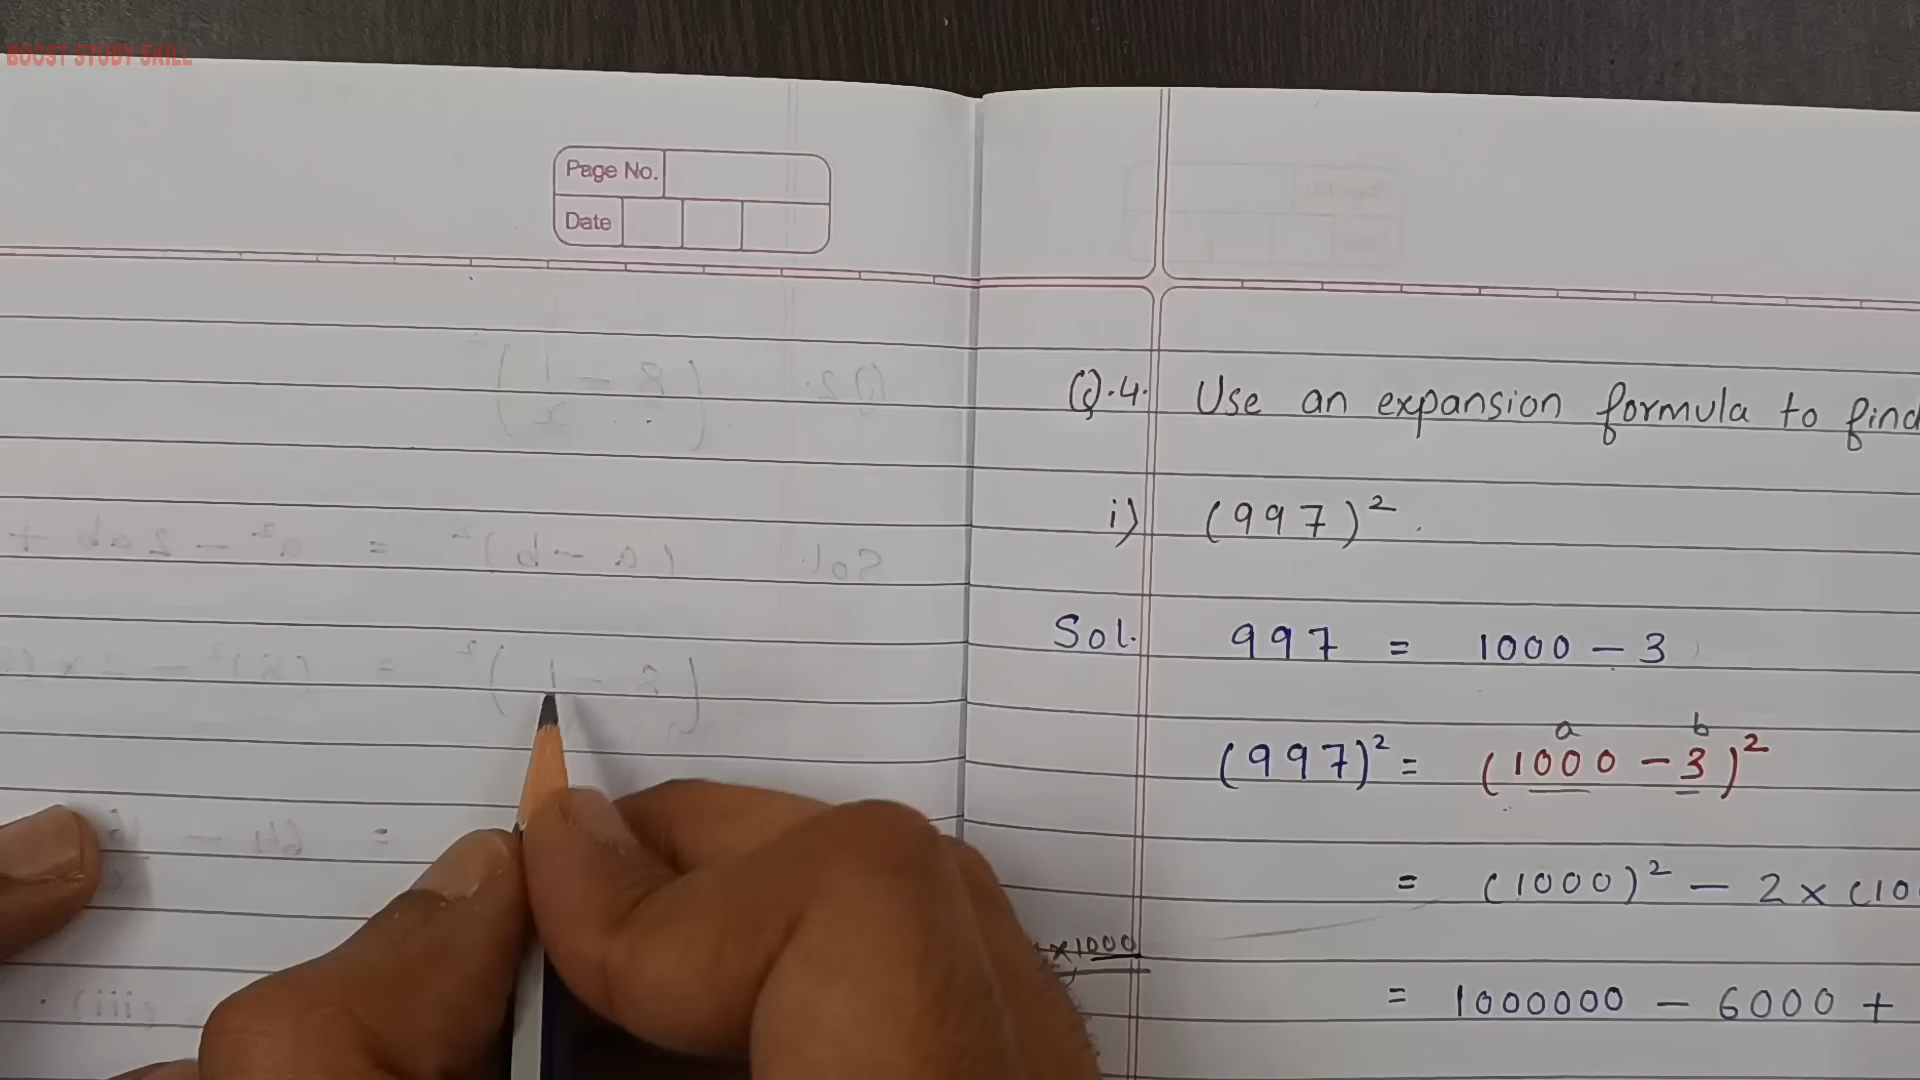 BOOST STUDY SKILL
Page No.
Date
Q.4. Use an expansion formula to find
i) (997)² .
Sol. 997 = 1000 – 3
a b
(997)² = (1000 – 3)²
= (1000)² – 2 × (10
×1000
= 1000000 – 6000 +